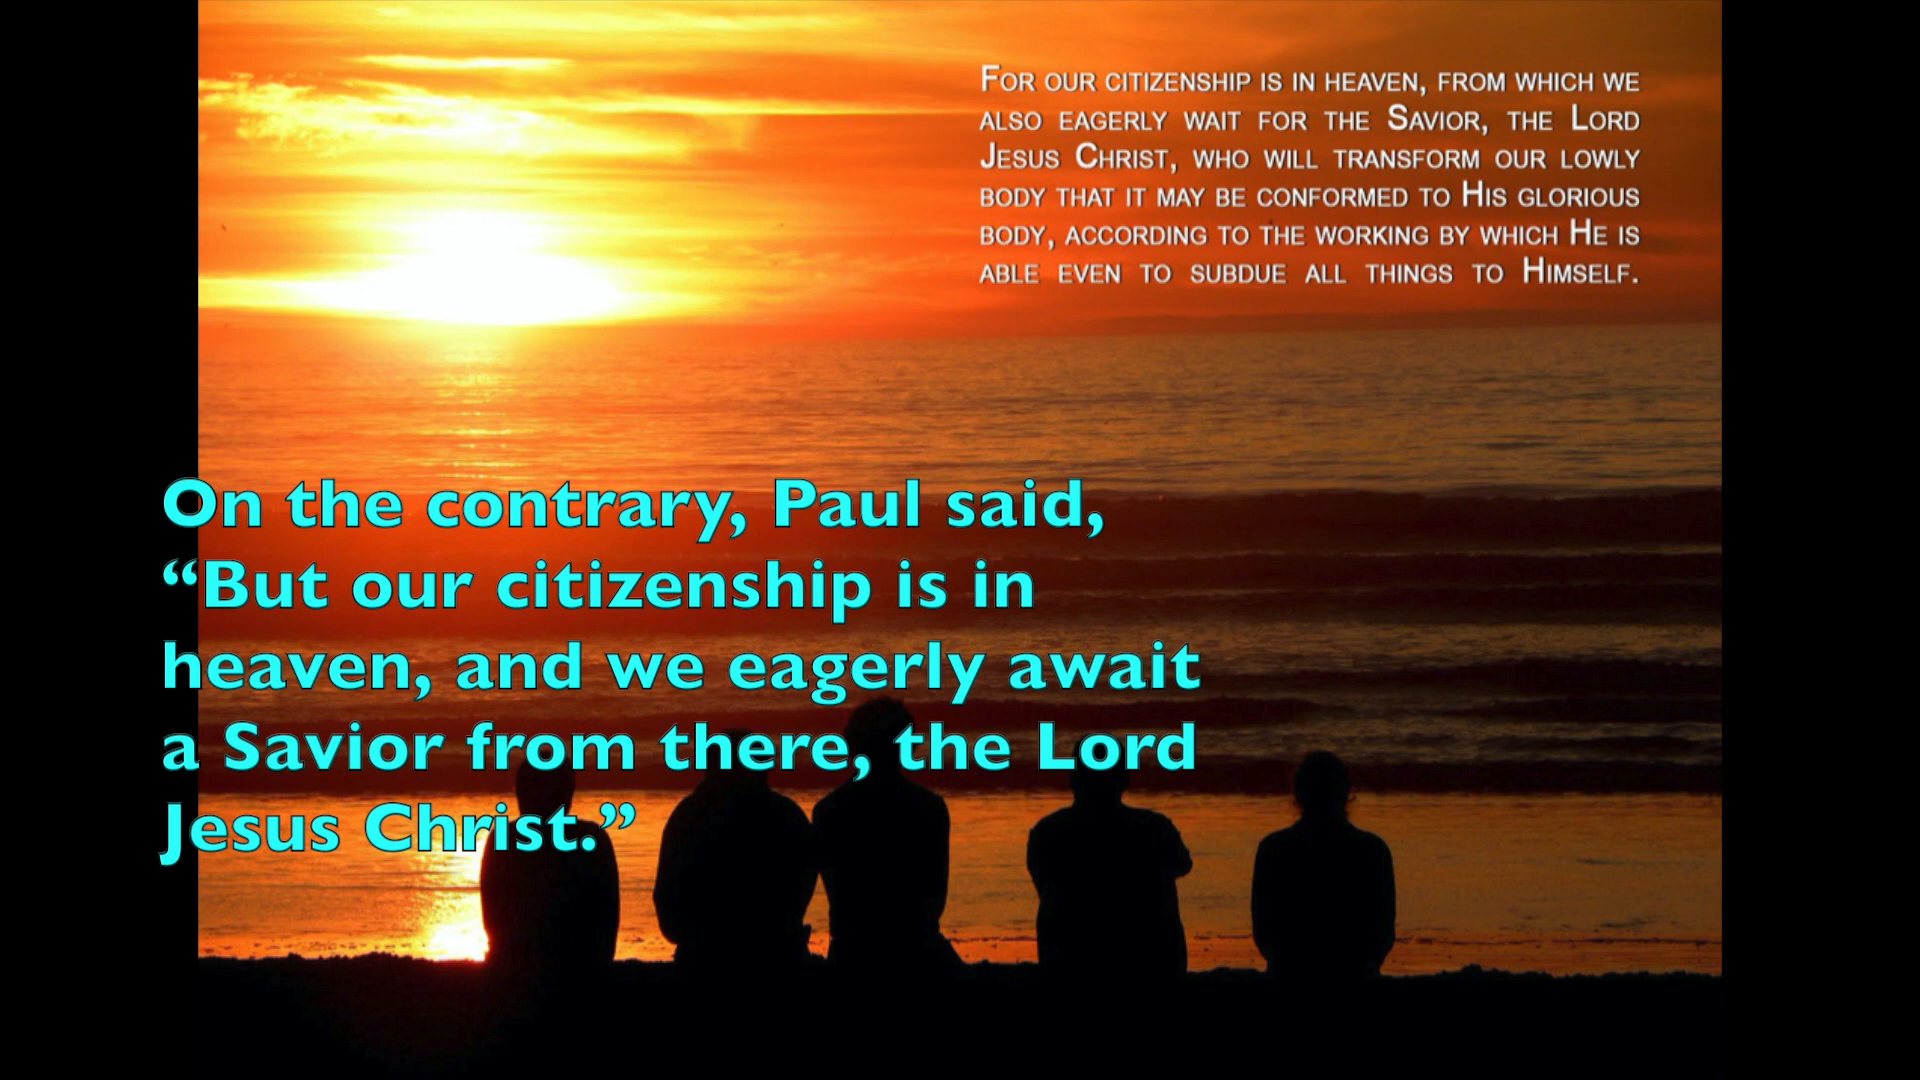 For our citizenship is in heaven, from which we
also eagerly wait for the Savior, the Lord
Jesus Christ, who will transform our lowly
body that it may be conformed to His glorious
body, according to the working by which He is
able even to subdue all things to Himself.
On the contrary, Paul said,
“But our citizenship is in
heaven, and we eagerly await
a Savior from there, the Lord
Jesus Christ.”